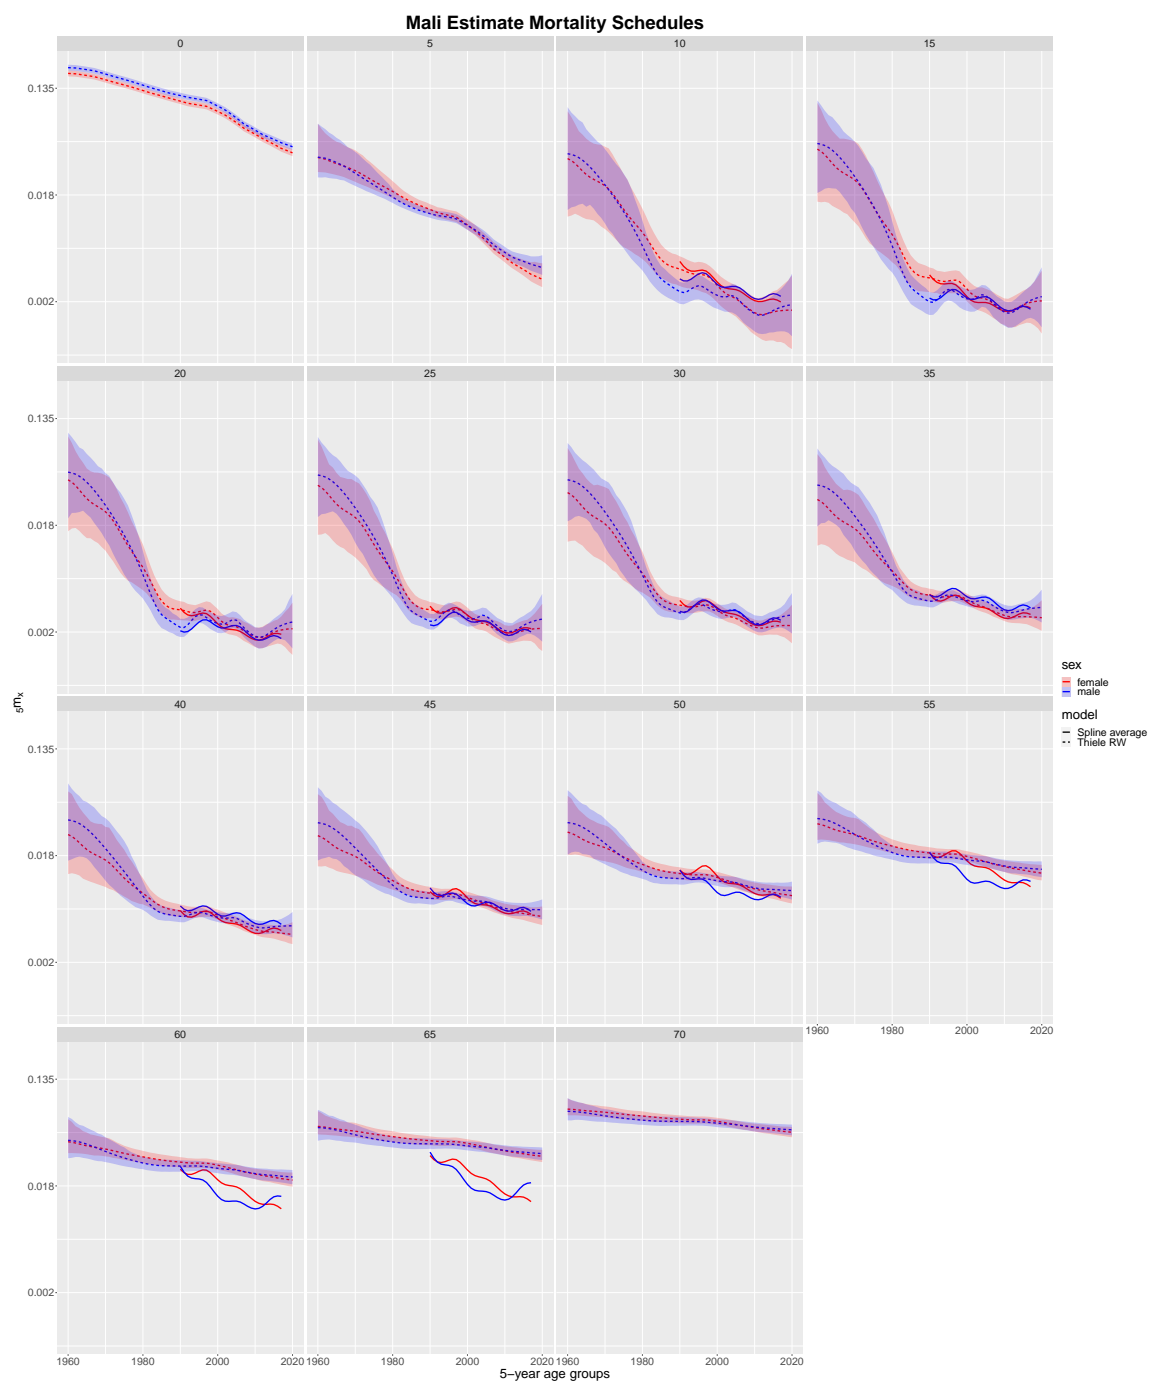 Mali Estimate Mortality Schedules
0 5 10 15
0.135
0.018
0.002
20 25 30 35
0.135
0.018
0.002
40 45 50 55
0.135
0.018
0.002
1960 1980 2000 2020
60 65 70
0.135
0.018
0.002
1960 1980 2000 2020 1960 1980 2000 2020 1960 1980 2000 2020
5−year age groups
₅mₓ
sex
female
male
model
Spline average
Thiele RW